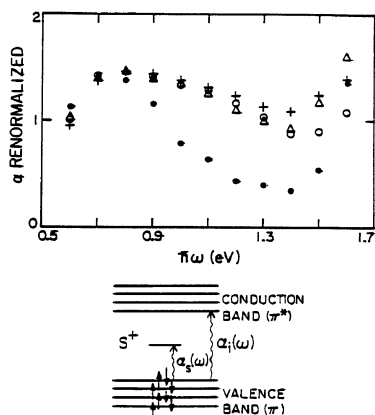 α RENORMALIZED
2
1
0
0.5
0.9
1.3
1.7
ħω (eV)
CONDUCTION
BAND (π*)
S+
αs(ω)
αi(ω)
VALENCE
BAND (π)